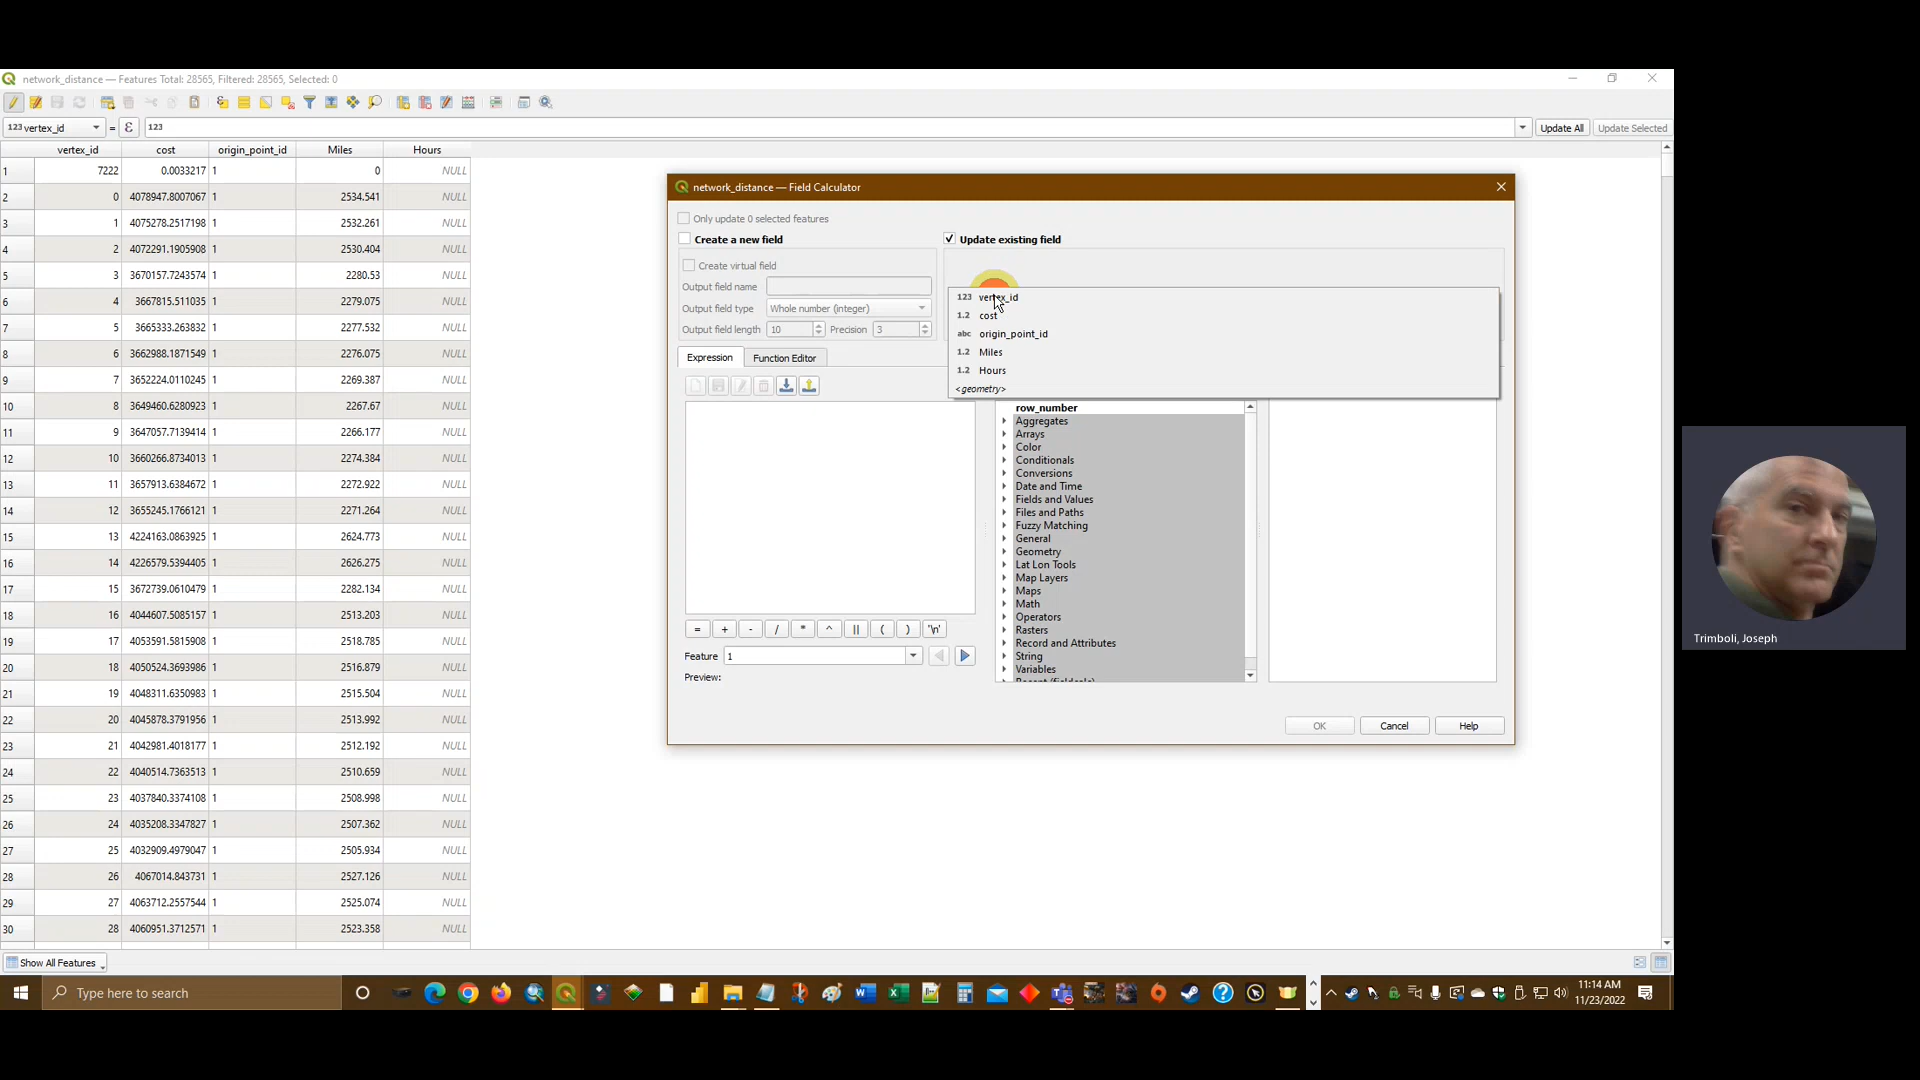 network_distance — Features Total: 28565, Filtered: 28565, Selected: 0
123 vertex_id = ε 123 Update All Update Selected
vertex_id cost origin_point_id Miles Hours
1 7222 0.0033217 1 0 NULL
2 0 4078947.8007067 1 2534.541 NULL
3 1 4075278.2517198 1 2532.261 NULL
4 2 4072291.1905908 1 2530.404 NULL
5 3 3670157.7243574 1 2280.53 NULL
6 4 3667815.511035 1 2279.075 NULL
7 5 3665333.263832 1 2277.532 NULL
8 6 3662988.1871549 1 2276.075 NULL
9 7 3652224.0110245 1 2269.387 NULL
10 8 3649460.6280923 1 2267.67 NULL
11 9 3647057.7139414 1 2266.177 NULL
12 10 3660266.8734013 1 2274.384 NULL
13 11 3657913.6384672 1 2272.922 NULL
14 12 3655245.1766121 1 2271.264 NULL
15 13 4224163.0863925 1 2624.773 NULL
16 14 4226579.5394405 1 2626.275 NULL
17 15 3672739.0610479 1 2282.134 NULL
18 16 4044607.5085157 1 2513.203 NULL
19 17 4053591.5815908 1 2518.785 NULL
20 18 4050524.3693986 1 2516.879 NULL
21 19 4048311.6350983 1 2515.504 NULL
22 20 4045878.3791956 1 2513.992 NULL
23 21 4042981.4018177 1 2512.192 NULL
24 22 4040514.7363513 1 2510.659 NULL
25 23 4037840.3374108 1 2508.998 NULL
26 24 4035208.3347827 1 2507.362 NULL
27 25 4032909.4979047 1 2505.934 NULL
28 26 4067014.843731 1 2527.126 NULL
29 27 4063712.2557544 1 2525.074 NULL
30 28 4060951.3712571 1 2523.358 NULL
Show All Features
network_distance — Field Calculator
Only update 0 selected features
Create a new field
Update existing field
Create virtual field
Output field name
Output field type Whole number (integer)
Output field length 10 Precision 3
123 vertex_id
1.2 cost
abc origin_point_id
1.2 Miles
1.2 Hours
<geometry>
Expression Function Editor
row_number
Aggregates
Arrays
Color
Conditionals
Conversions
Date and Time
Fields and Values
Files and Paths
Fuzzy Matching
General
Geometry
Lat Lon Tools
Map Layers
Maps
Math
Operators
Rasters
Record and Attributes
String
Variables
Recent (fieldcalc)
= + - / * ^ || ( ) '\n'
Feature 1
Preview:
OK Cancel Help
Trimboli, Joseph
Type here to search
11:14 AM
11/23/2022